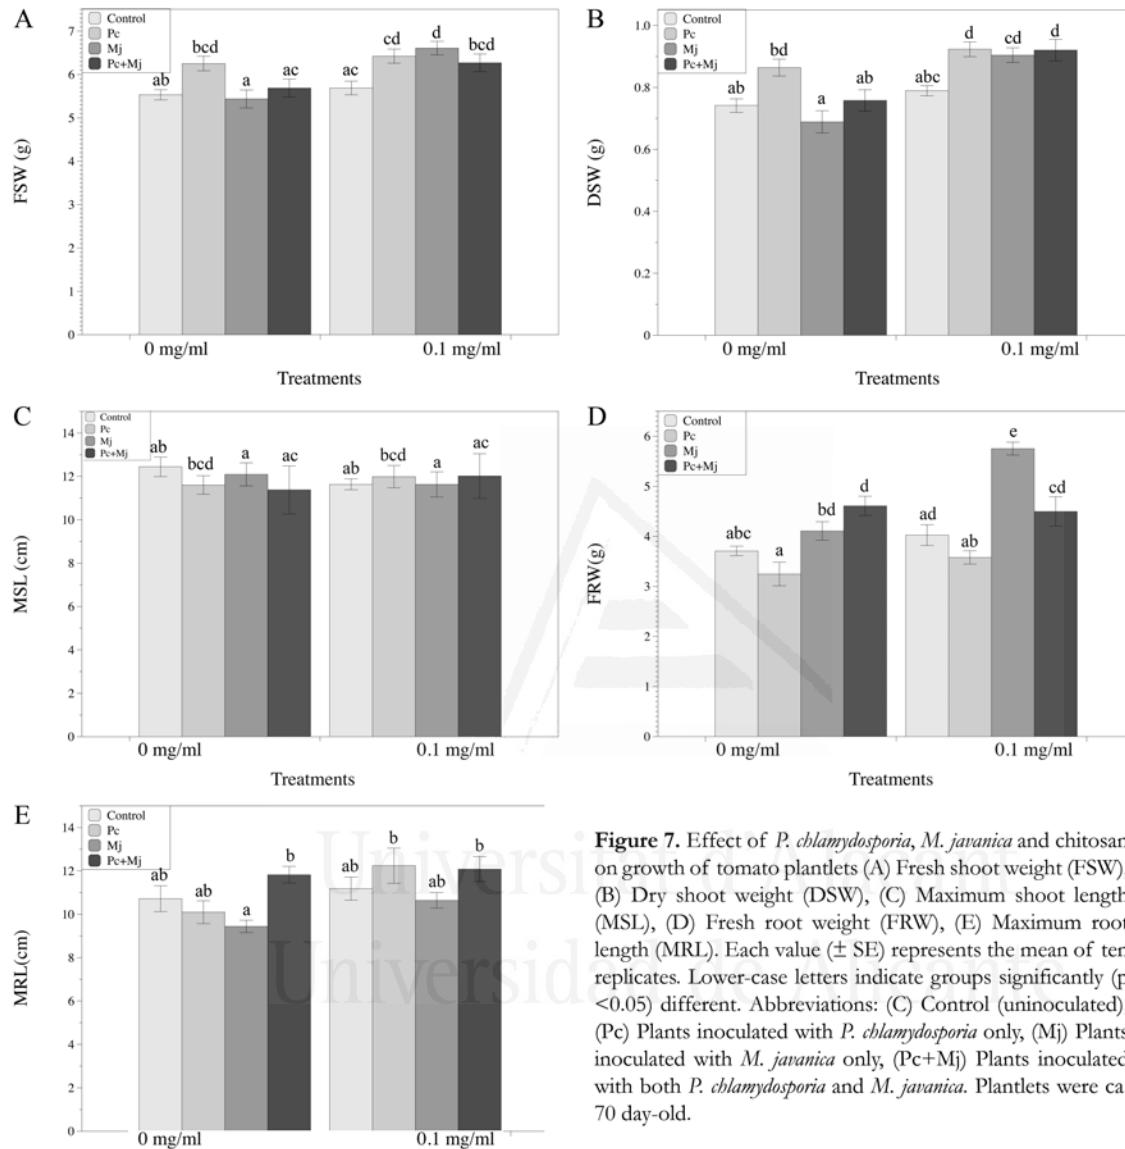 A
Control
Pc
Mj
Pc+Mj
7
6
5
4
3
2
1
0
FSW (g)
ab
bcd
a
ac
ac
cd
d
bcd
0 mg/ml
0.1 mg/ml
Treatments
B
Control
Pc
Mj
Pc+Mj
1.0
0.8
0.6
0.4
0.2
0.0
DSW (g)
ab
bd
a
ab
abc
d
cd
d
0 mg/ml
0.1 mg/ml
Treatments
C
Control
Pc
Mj
Pc+Mj
14
12
10
8
6
4
2
0
MSL (cm)
ab
bcd
a
ac
ab
bcd
a
ac
0 mg/ml
0.1 mg/ml
Treatments
D
Control
Pc
Mj
Pc+Mj
6
5
4
3
2
1
0
FRW(g)
abc
a
bd
d
ad
ab
e
cd
0 mg/ml
0.1 mg/ml
Treatments
E
Control
Pc
Mj
Pc+Mj
14
12
10
8
6
4
2
0
MRL(cm)
ab
ab
a
b
ab
b
ab
b
0 mg/ml
0.1 mg/ml
Figure 7. Effect of P. chlamydosporia, M. javanica and chitosan
on growth of tomato plantlets (A) Fresh shoot weight (FSW),
(B) Dry shoot weight (DSW), (C) Maximum shoot length
(MSL), (D) Fresh root weight (FRW), (E) Maximum root
length (MRL). Each value (± SE) represents the mean of ten
replicates. Lower-case letters indicate groups significantly (p
<0.05) different. Abbreviations: (C) Control (uninoculated),
(Pc) Plants inoculated with P. chlamydosporia only, (Mj) Plants
inoculated with M. javanica only, (Pc+Mj) Plants inoculated
with both P. chlamydosporia and M. javanica. Plantlets were ca.
70 day-old.
Universitat d'Alacant
Universidad de Alicante